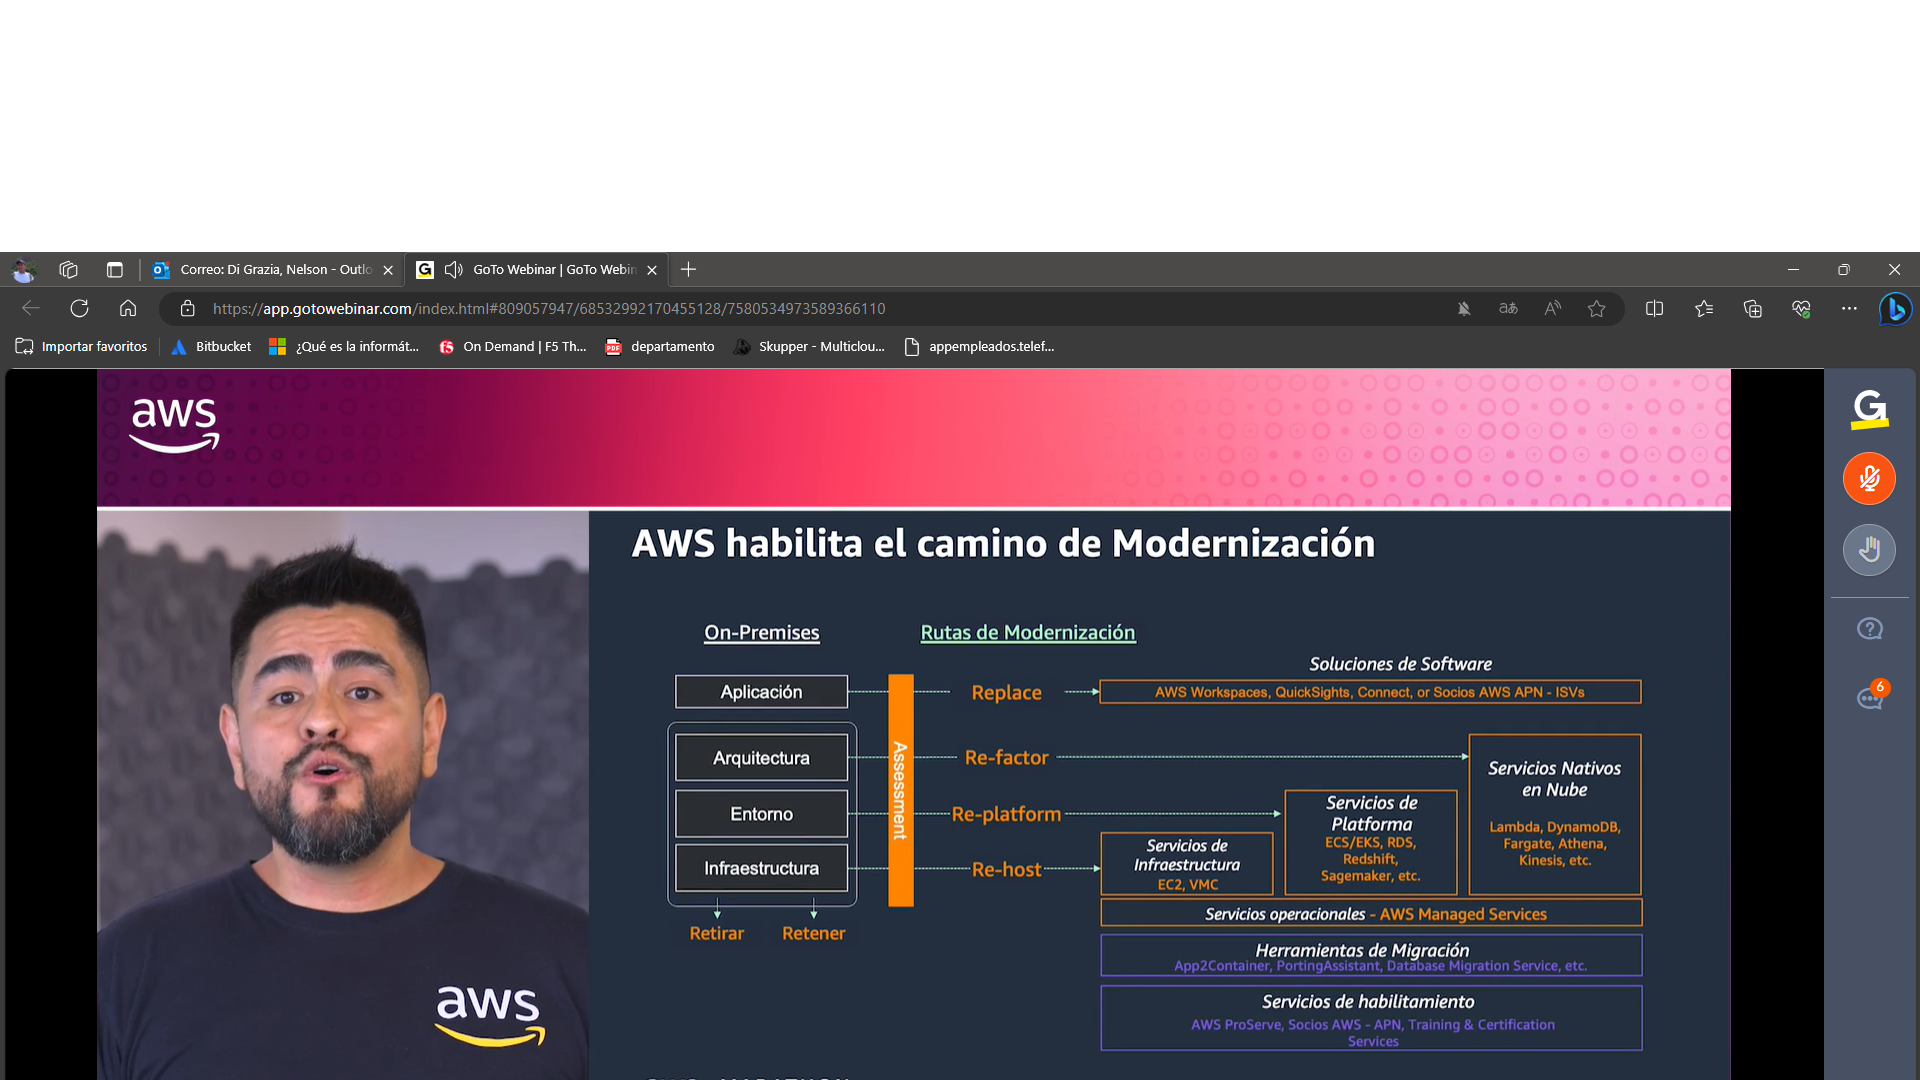 Correo: Di Grazia, Nelson - Outlo
GoTo Webinar | GoTo Webin
https://app.gotowebinar.com/index.html#809057947/68532992170455128/7580534973589366110
Importar favoritos
Bitbucket
¿Qué es la informát...
On Demand | F5 Th...
departamento
Skupper - Multiclou...
appempleados.telef...
aws
AWS habilita el camino de Modernización
On-Premises
Rutas de Modernización
Soluciones de Software
Aplicación
Replace
AWS Workspaces, QuickSights, Connect, or Socios AWS APN - ISVs
Assessment
Arquitectura
Re-factor
Servicios Nativos
en Nube
Lambda, DynamoDB,
Fargate, Athena,
Kinesis, etc.
Entorno
Re-platform
Servicios de
Plataforma
ECS/EKS, RDS,
Redshift,
Sagemaker, etc.
Infraestructura
Re-host
Servicios de
Infraestructura
EC2, VMC
Retirar
Retener
Servicios operacionales - AWS Managed Services
Herramientas de Migración
App2Container, PortingAssistant, Database Migration Service, etc.
Servicios de habilitamiento
AWS ProServe, Socios AWS - APN, Training & Certification
Services
aws
G
6